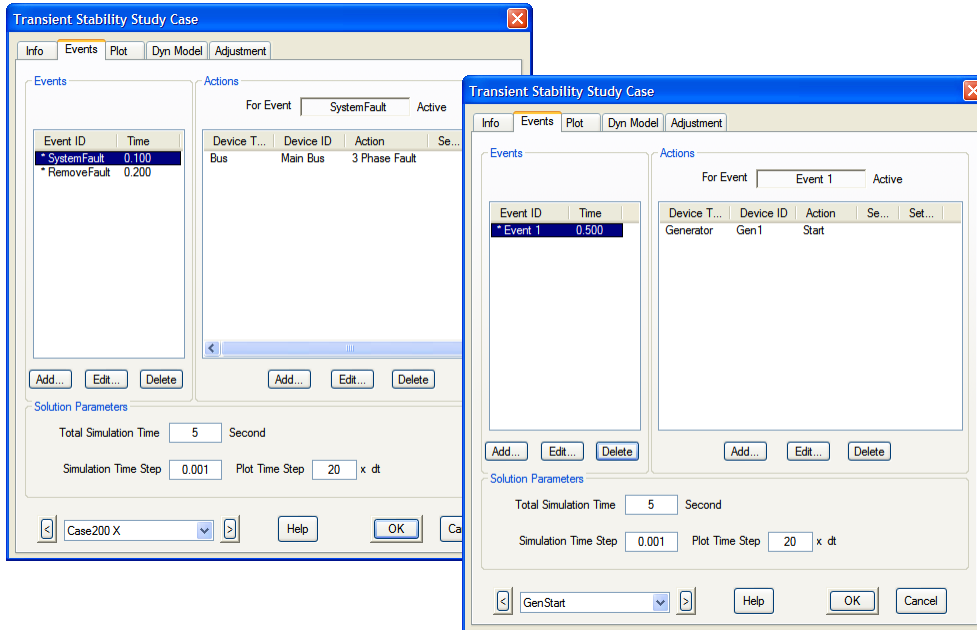 Transient Stability Study Case
Info Events Plot Dyn Model Adjustment
Events
Actions
For Event SystemFault Active
Event ID Time
* SystemFault 0.100
* RemoveFault 0.200
Device T... Device ID Action Se...
Bus Main Bus 3 Phase Fault
Add... Edit... Delete
Add... Edit... Delete
Solution Parameters
Total Simulation Time 5 Second
Simulation Time Step 0.001 Plot Time Step 20 x dt
< Case200 X > Help OK Ca
Transient Stability Study Case
Info Events Plot Dyn Model Adjustment
Events
Actions
For Event Event 1 Active
Event ID Time
* Event 1 0.500
Device T... Device ID Action Se... Set...
Generator Gen1 Start
Add... Edit... Delete
Add... Edit... Delete
Solution Parameters
Total Simulation Time 5 Second
Simulation Time Step 0.001 Plot Time Step 20 x dt
< GenStart > Help OK Cancel